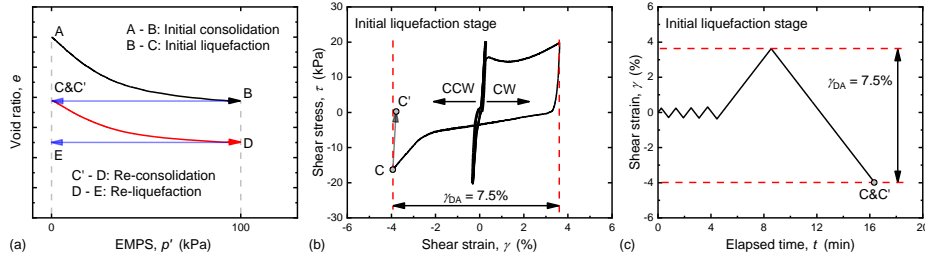 A
A - B: Initial consolidation
B - C: Initial liquefaction
C&C'
B
E
D
C' - D: Re-consolidation
D - E: Re-liquefaction
Void ratio, e
0
100
EMPS, p' (kPa)
(a)
Initial liquefaction stage
20
10
0
-10
-20
Shear stress, τ (kPa)
CCW
CW
C'
C
γDA = 7.5%
-6
-4
-2
0
2
4
6
Shear strain, γ (%)
(b)
Initial liquefaction stage
6
4
2
0
-2
-4
-6
Shear strain, γ (%)
γDA = 7.5%
C&C'
0
4
8
12
16
20
Elapsed time, t (min)
(c)